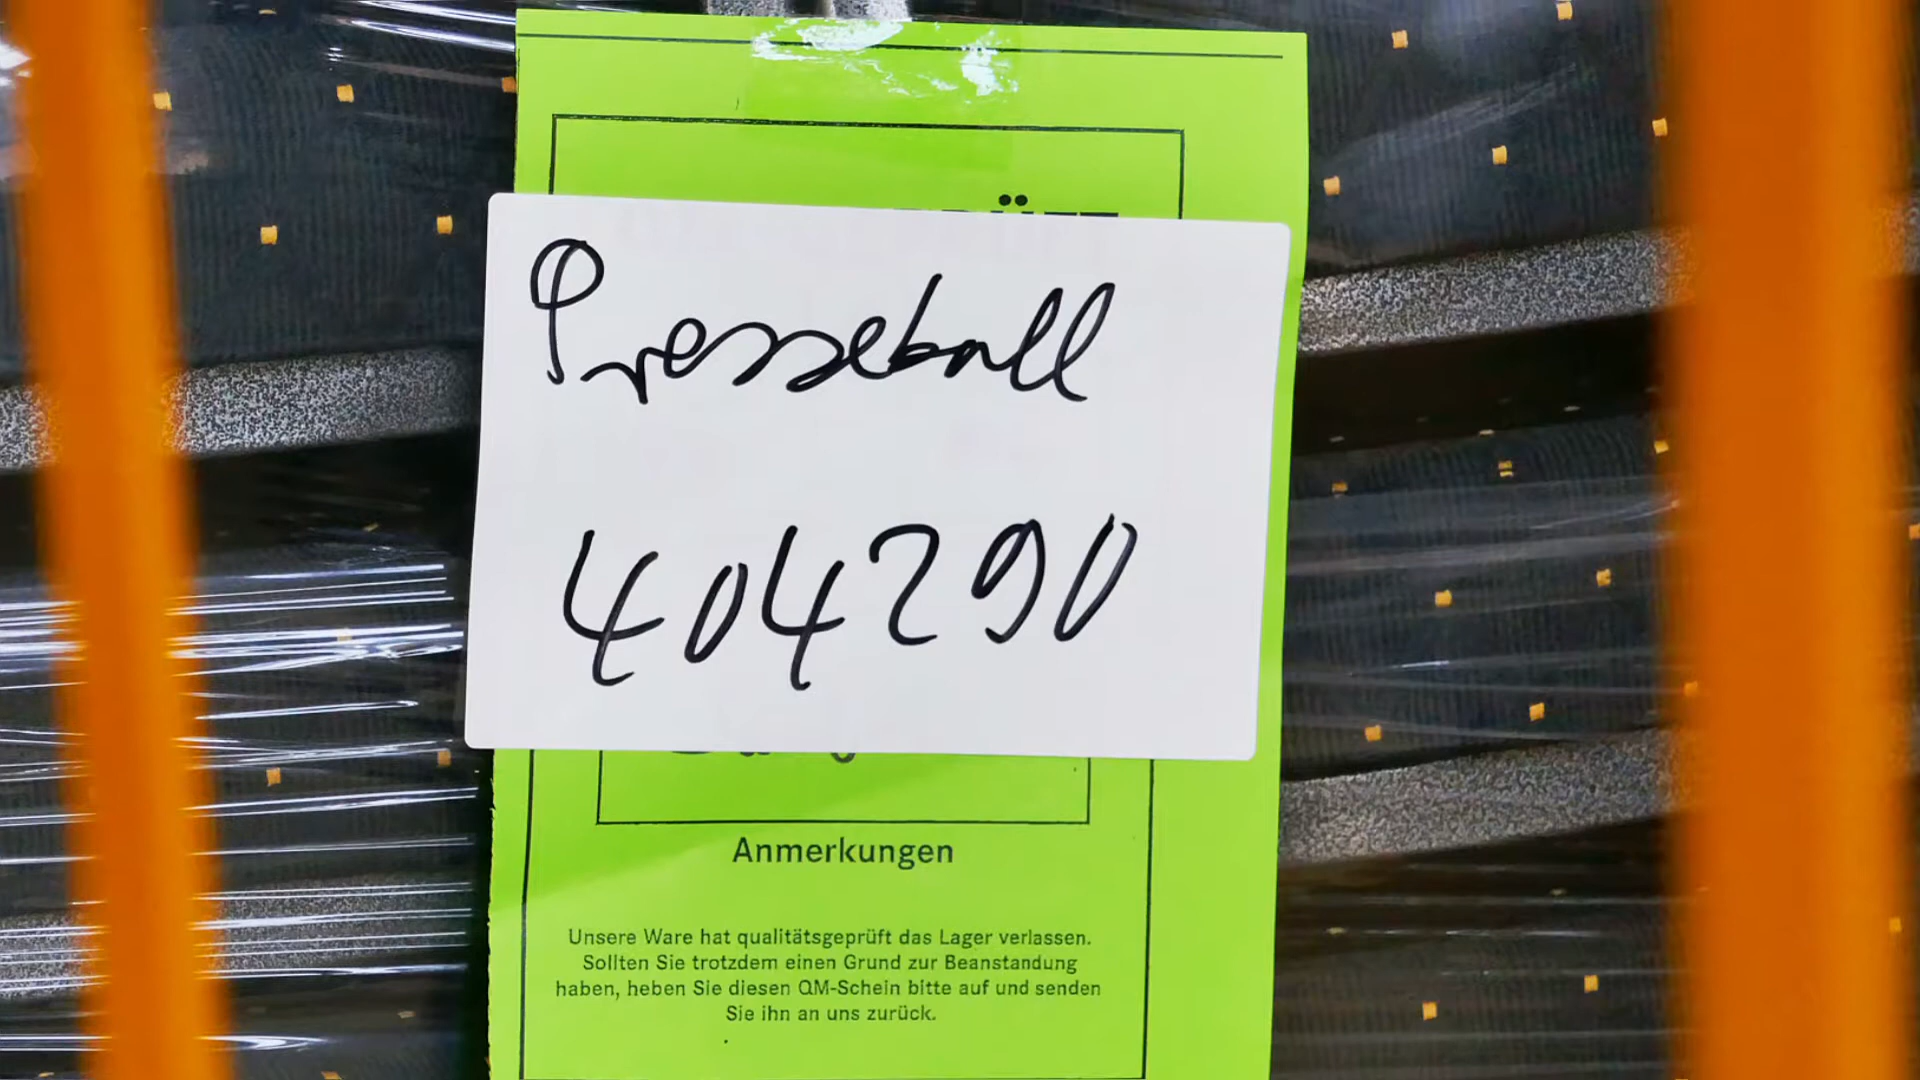 Presseball
404290
Anmerkungen
Unsere Ware hat qualitätsgeprüft das Lager verlassen.
Sollten Sie trotzdem einen Grund zur Beanstandung
haben, heben Sie diesen QM-Schein bitte auf und senden
Sie ihn an uns zurück.